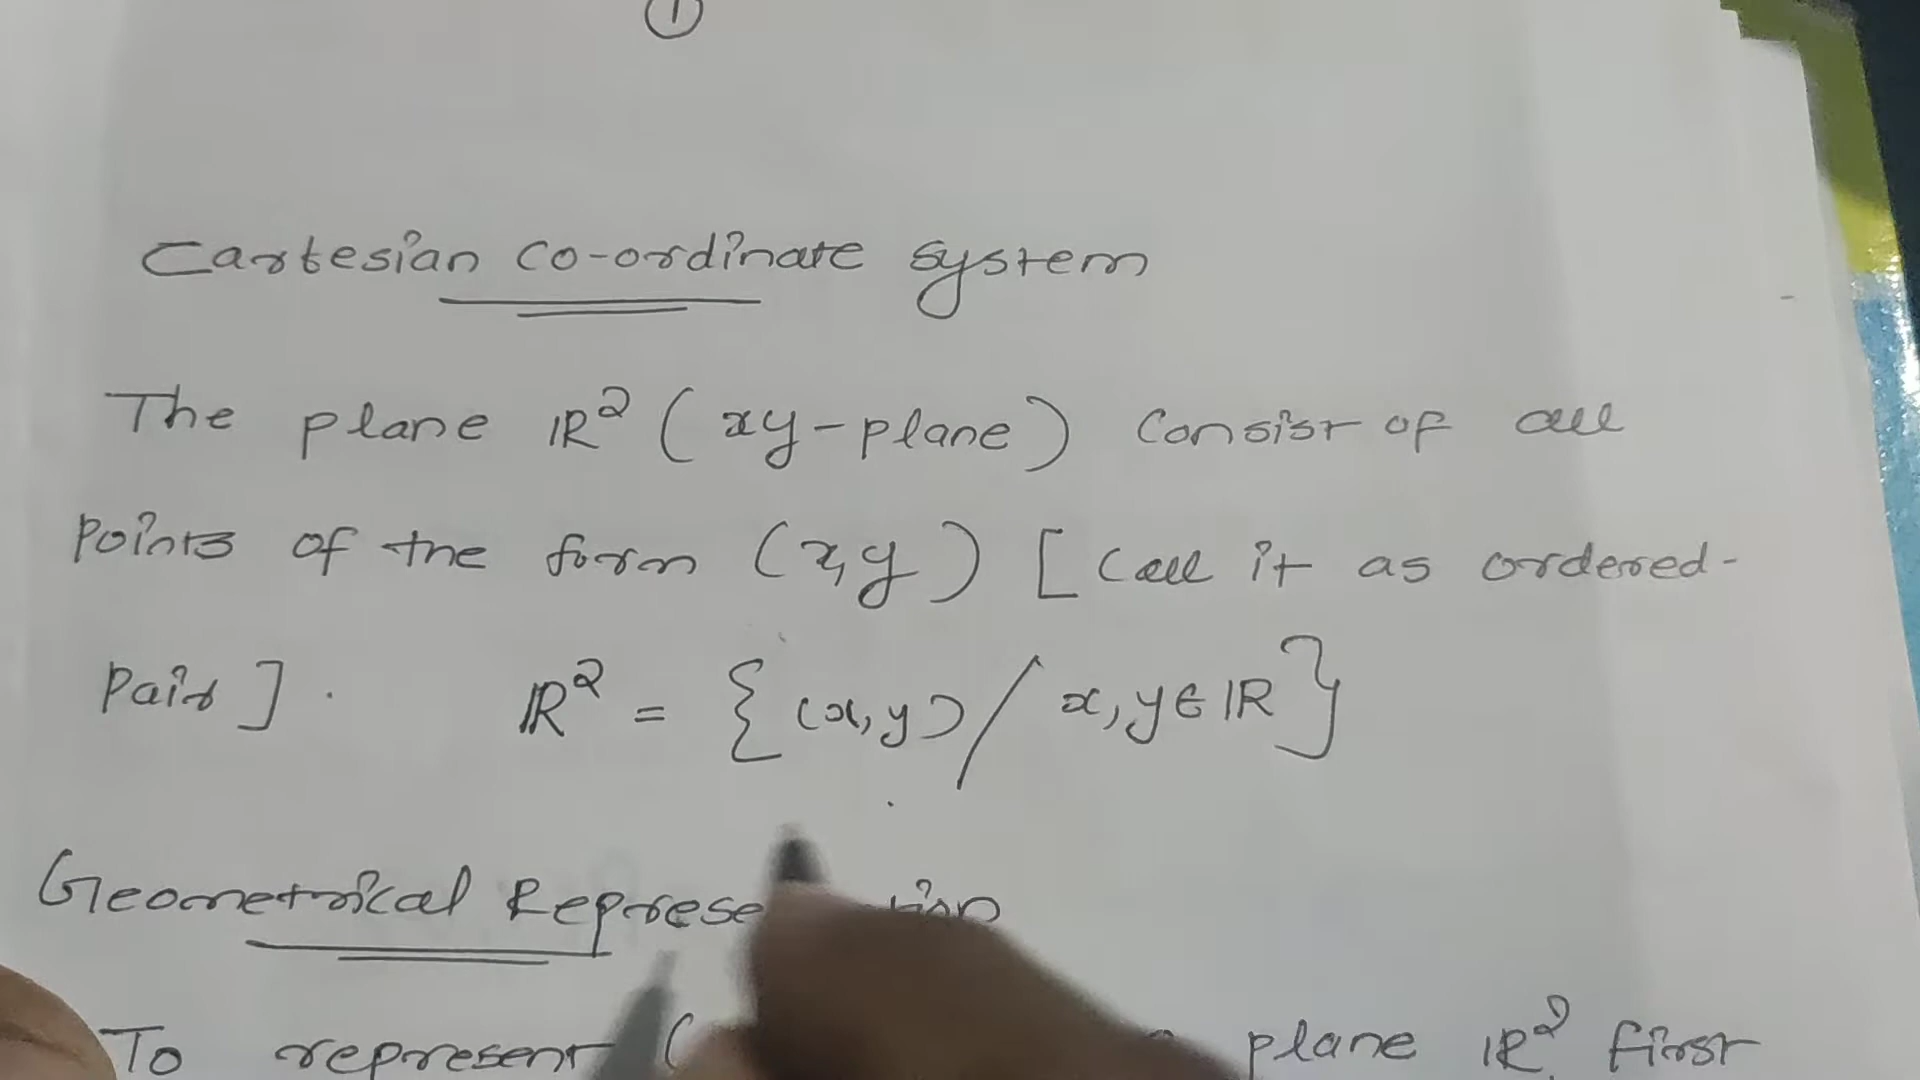 ①
Cartesian co-ordinate system
The plane ℝ² (xy-plane) consist of all
points of the form (x,y) [call it as ordered-
pair]. ℝ² = {(x,y)/x,y∈ℝ}
Geometrical
To represent ( plane ℝ² first